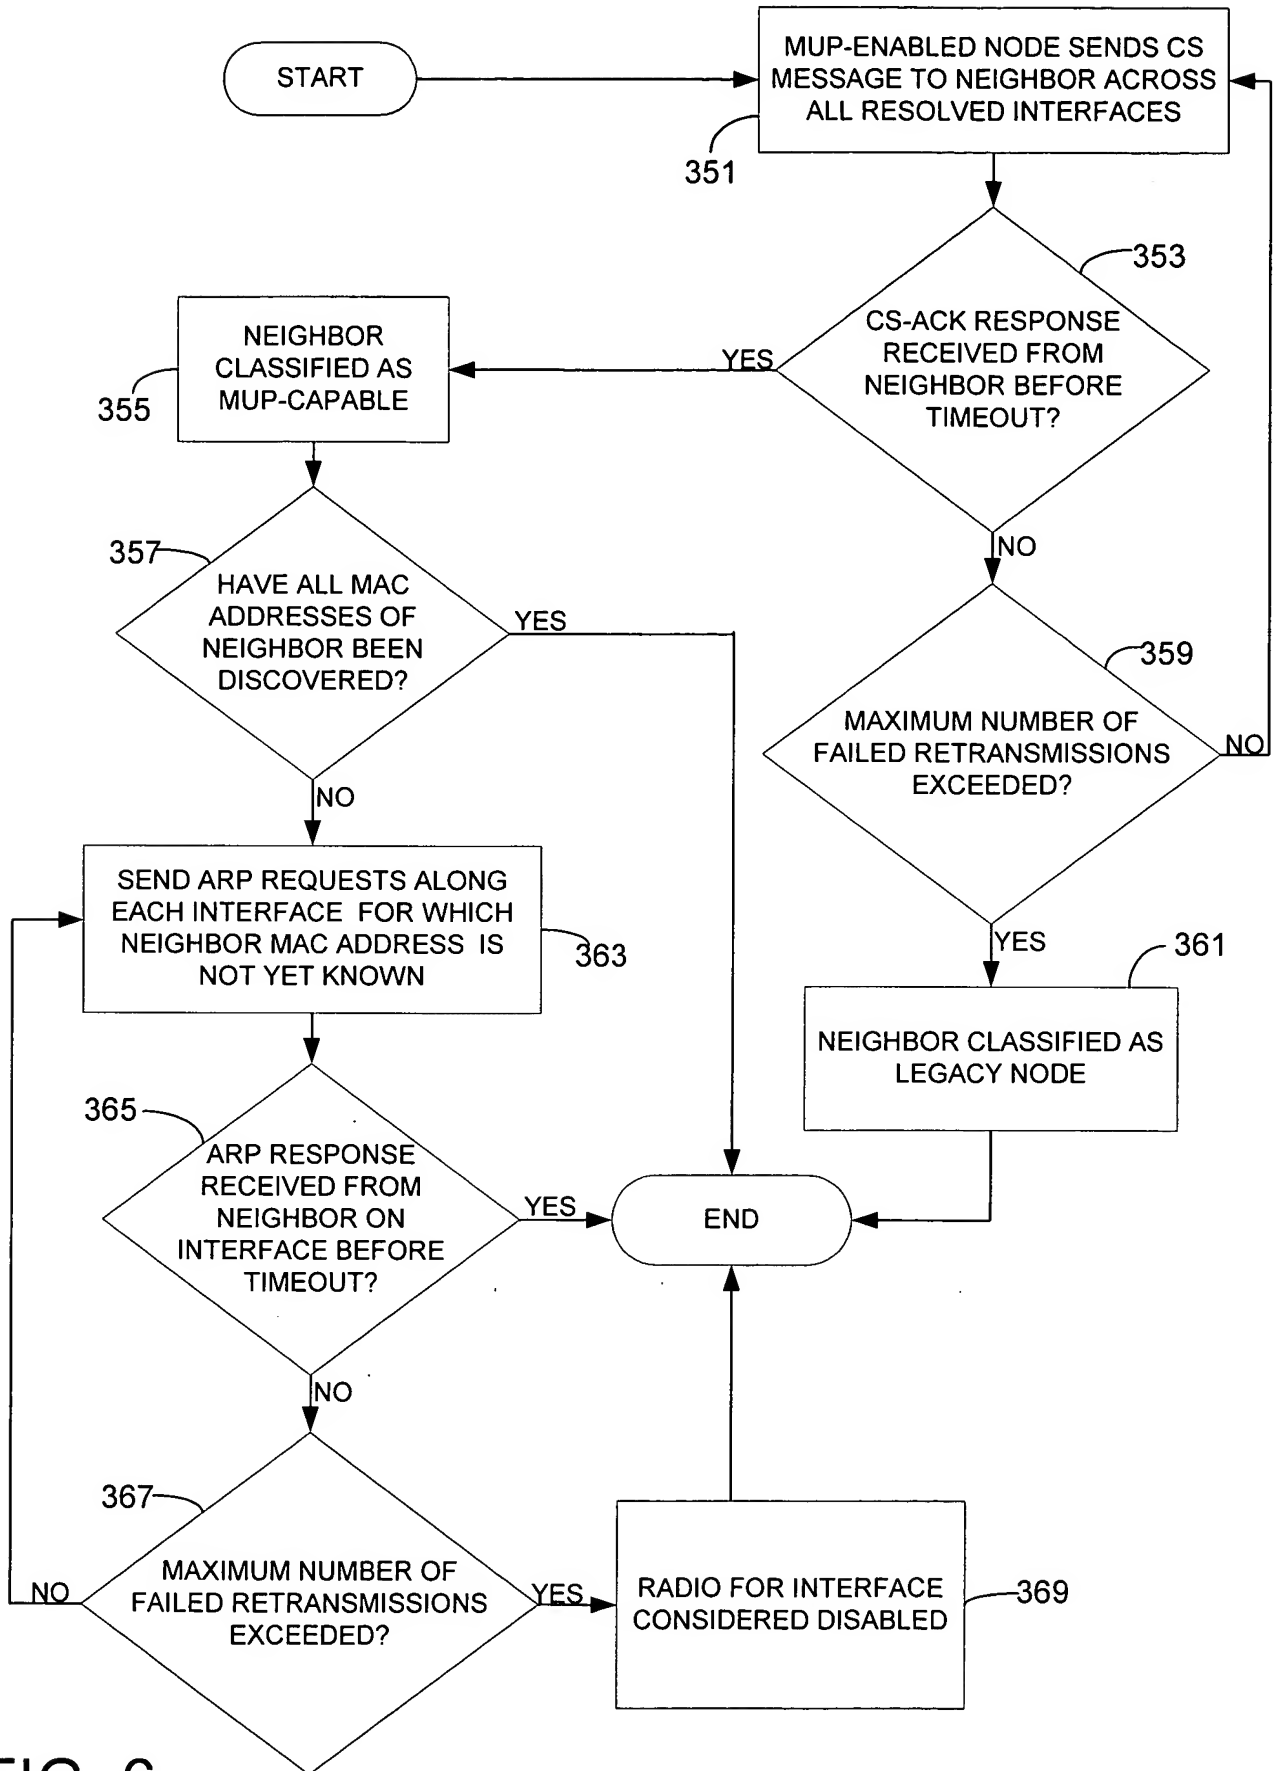 START
MUP-ENABLED NODE SENDS CS
MESSAGE TO NEIGHBOR ACROSS
ALL RESOLVED INTERFACES
351
353
CS-ACK RESPONSE
RECEIVED FROM
NEIGHBOR BEFORE
TIMEOUT?
YES
NO
NEIGHBOR
CLASSIFIED AS
MUP-CAPABLE
355
357
HAVE ALL MAC
ADDRESSES OF
NEIGHBOR BEEN
DISCOVERED?
YES
NO
359
MAXIMUM NUMBER OF
FAILED RETRANSMISSIONS
EXCEEDED?
NO
YES
361
NEIGHBOR CLASSIFIED AS
LEGACY NODE
SEND ARP REQUESTS ALONG
EACH INTERFACE FOR WHICH
NEIGHBOR MAC ADDRESS IS
NOT YET KNOWN
363
365
ARP RESPONSE
RECEIVED FROM
NEIGHBOR ON
INTERFACE BEFORE
TIMEOUT?
YES
END
NO
367
MAXIMUM NUMBER OF
FAILED RETRANSMISSIONS
EXCEEDED?
NO
YES
RADIO FOR INTERFACE
CONSIDERED DISABLED
369